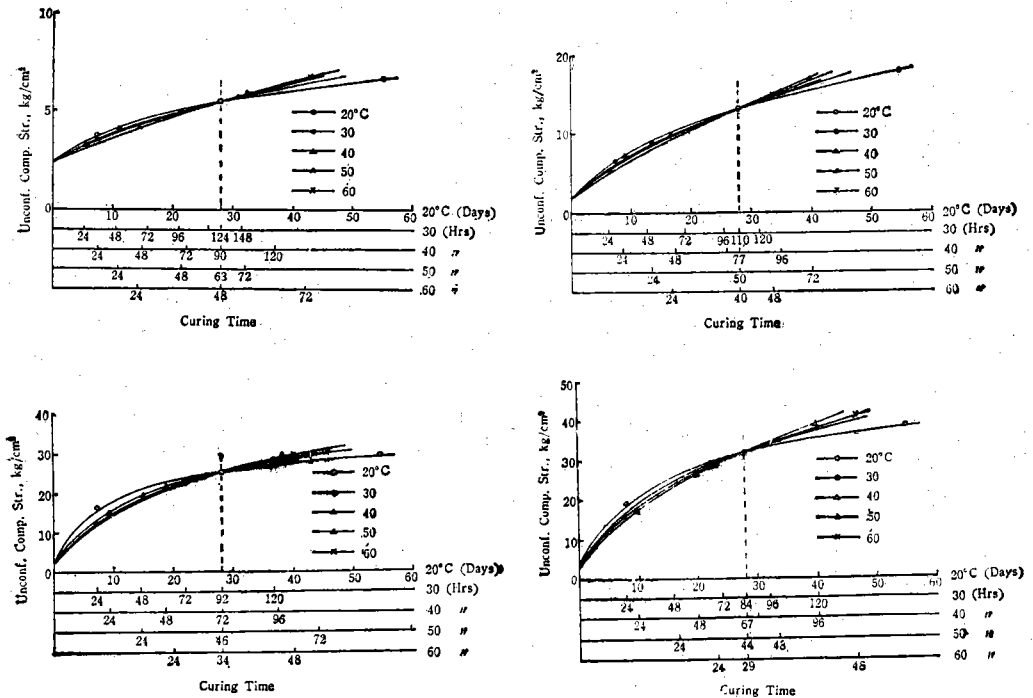 10
5
0
Unconf. Comp. Str., kg/cm²
20°C
30
40
50
60
10 20 30 40 50 60
20°C (Days)
24 48 72 96 124 148
30 (Hrs)
24 48 72 90 120
40 〃
24 48 63 72
50 〃
24 48 72
60 〃
Curing Time
20
10
0
Unconf. Comp. Str., kg/cm²
20°C
30
40
50
60
10 20 30 40 50 60
20°C (Days)
24 48 72 96 110 120
30 (Hrs)
24 48 77 96
40 〃
24 50 72
50 〃
24 40 48
60 〃
Curing Time
40
30
20
10
0
Unconf. Comp. Str., kg/cm²
20°C
30
40
50
60
10 20 30 40 50 60
20°C (Days)
24 48 72 92
30 (Hrs)
24 48 72 96
40 〃
24 46 72
50 〃
24 34 48
60 〃
Curing Time
50
40
30
20
10
0
Unconf. Comp. Str., kg/cm²
20°C
30
40
50
60
10 20 30 40 50 60
20°C (Days)
24 48 72 84 96 120
30 (Hrs)
24 48 67 96
40 〃
24 44 48
50 〃
24 29 48
60 〃
Curing Time